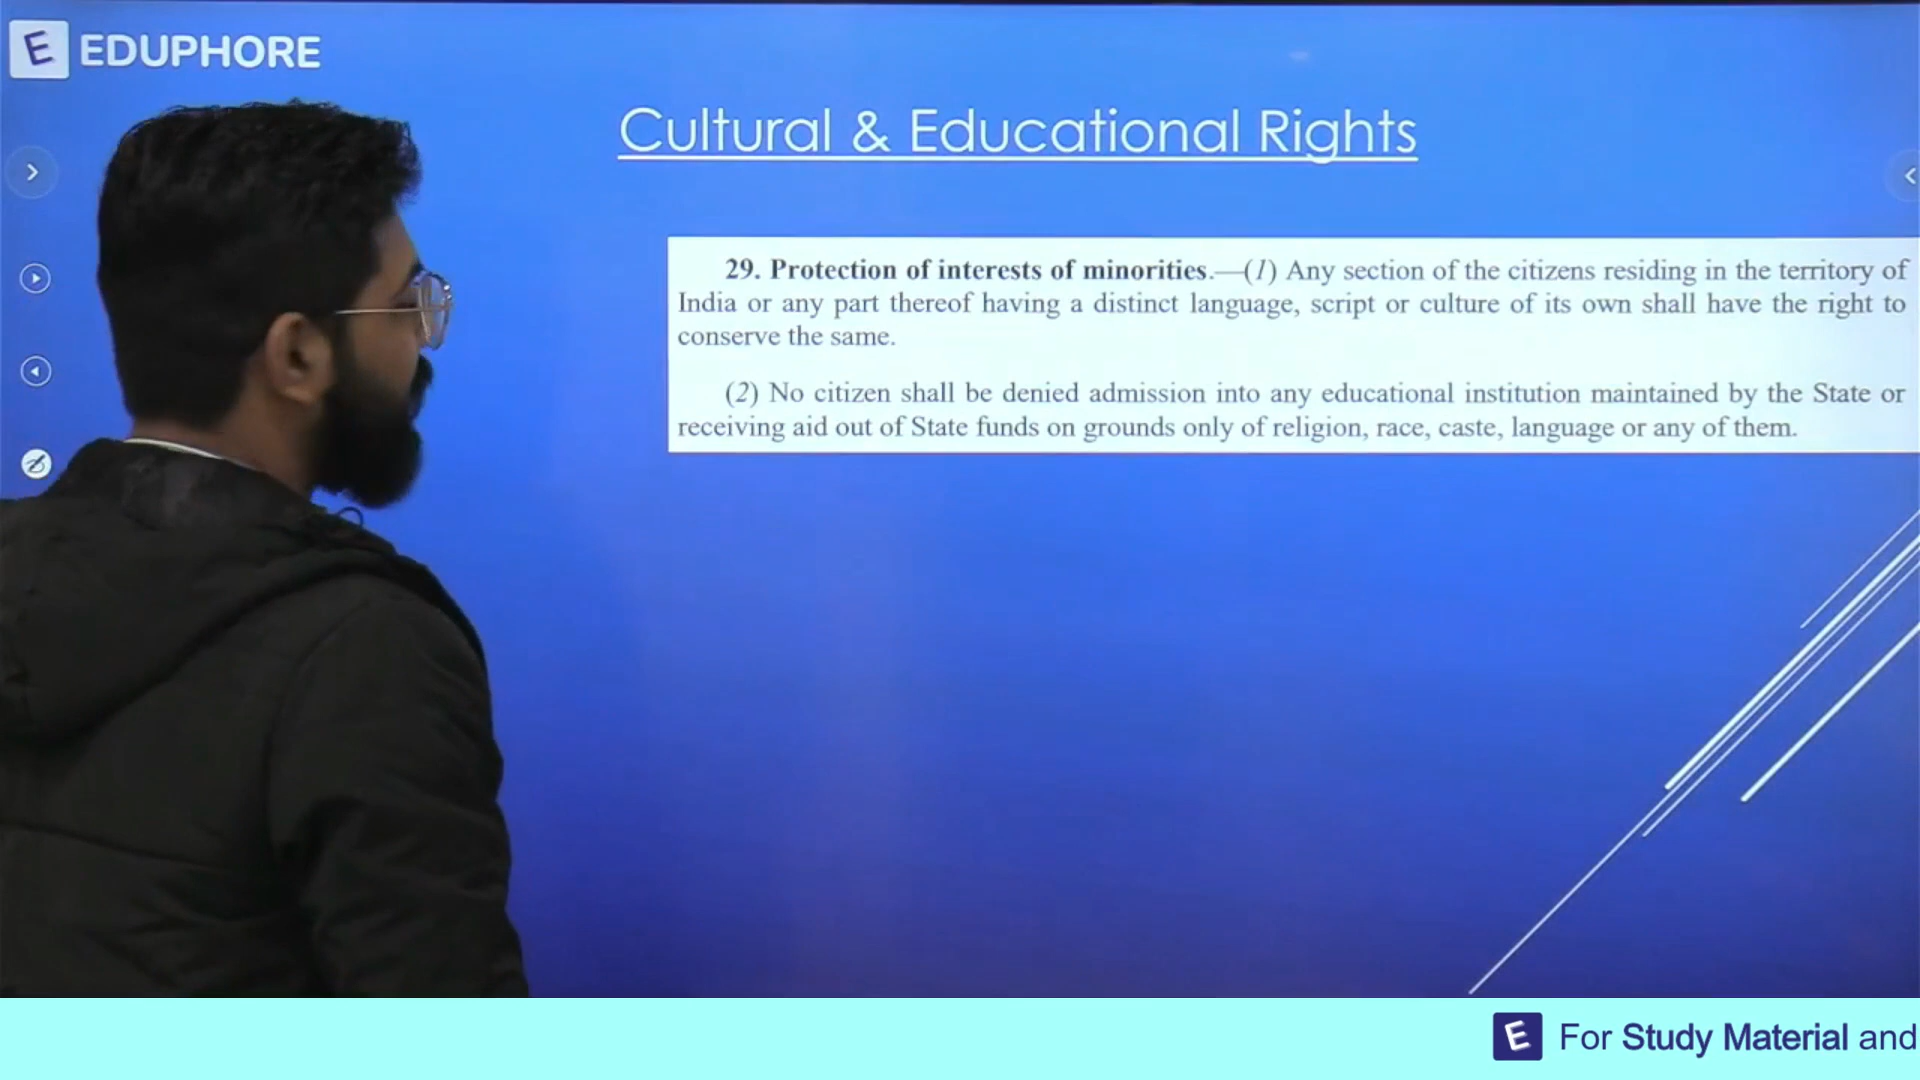 E EDUPHORE
Cultural & Educational Rights
29. Protection of interests of minorities.—(1) Any section of the citizens residing in the territory of
India or any part thereof having a distinct language, script or culture of its own shall have the right to
conserve the same.
(2) No citizen shall be denied admission into any educational institution maintained by the State or
receiving aid out of State funds on grounds only of religion, race, caste, language or any of them.
E For Study Material and